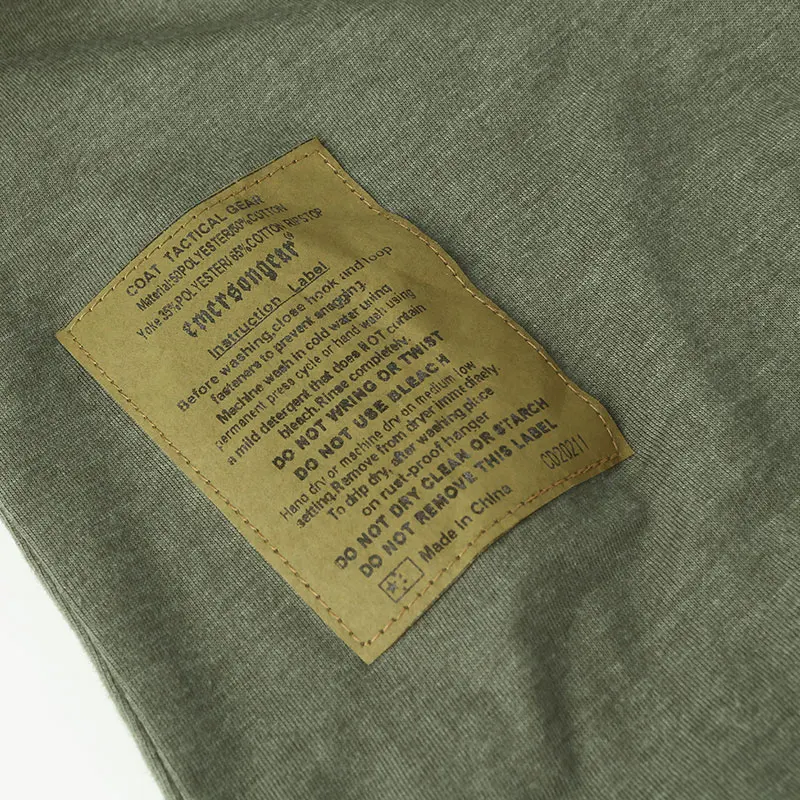 COAT TACTICAL GEAR
Material:50POLYESTER/50%CUTTON
Yoke:35%POLYESTER/65%COTTON RIPSTOP
emersongear®
Instruction Label
Before washing,close hook and loop
fasteners to prevent snagging.
Machine wash in cold water using
permanent press cycle or hand wash using
a mild detergent that does NOT contain
bleach.Rinse completely.
DO NOT WRING OR TWIST
DO NOT USE BLEACH
Hand dry or machine dry on medium low
setting.Remove from dryer immediaely.
To drip dry, after washing place
on rust-proof hanger
DO NOT DRY CLEAN OR STARCH
DO NOT REMOVE THIS LABEL
Made in China
CD20211